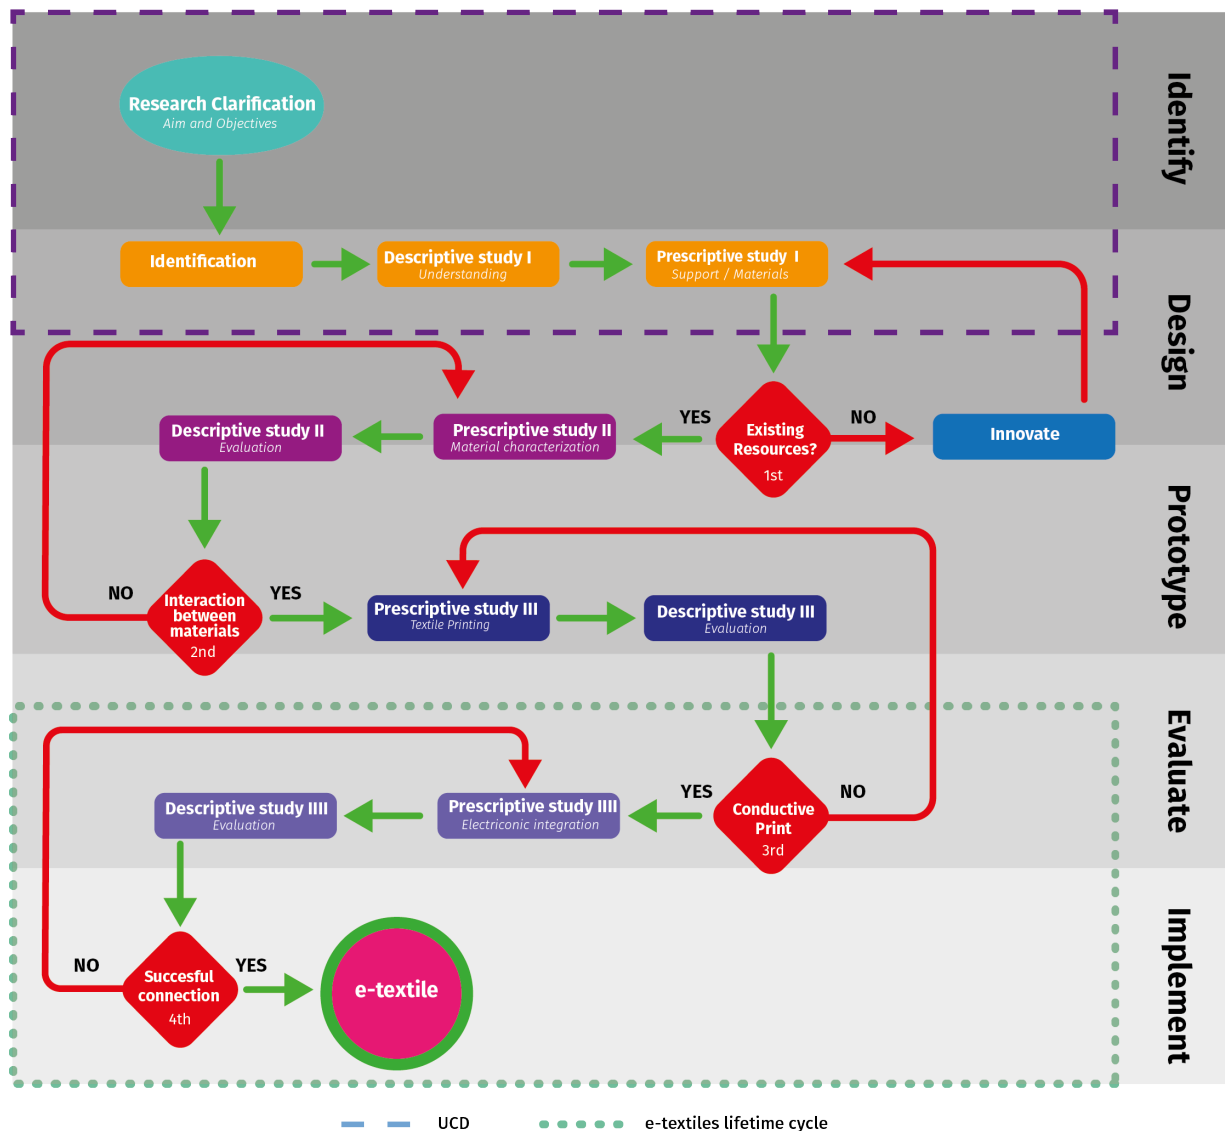 Identify
Research Clarification
Aim and Objectives
Design
Identification
Descriptive study I
Understanding
Prescriptive study I
Support / Materials
Descriptive study II
Evaluation
Prescriptive study II
Material characterization
YES
Existing
Resources?
1st
NO
Innovate
Prototype
NO
Interaction
between
materials
2nd
YES
Prescriptive study III
Textile Printing
Descriptive study III
Evaluation
Evaluate
Descriptive study IIII
Evaluation
Prescriptive study IIII
Electriconic integration
YES
Conductive
Print
3rd
NO
Implement
NO
Succesful
connection
4th
YES
e-textile
UCD
e-textiles lifetime cycle